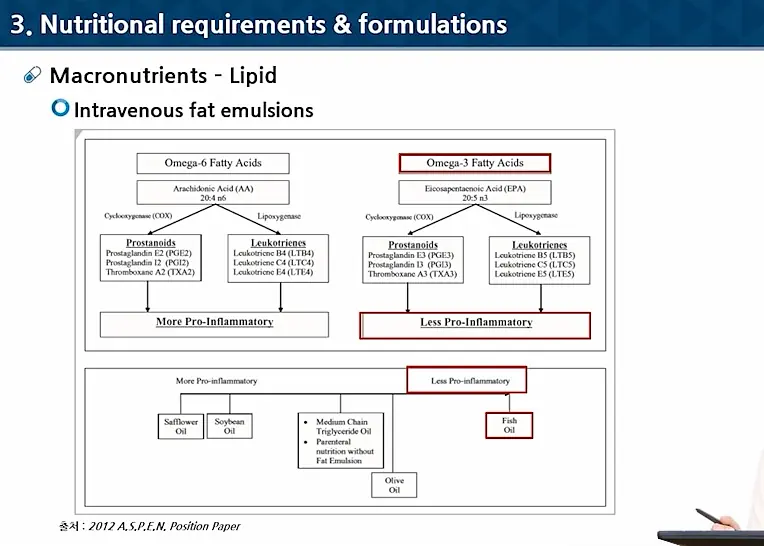 3. Nutritional requirements & formulations
Macronutrients - Lipid
Intravenous fat emulsions
Omega-6 Fatty Acids
Arachidonic Acid (AA)
20:4 n6
Cyclooxygenase (COX)
Lipoxygenase
Prostanoids
Prostaglandin E2 (PGE2)
Prostaglandin I2 (PGI2)
Thromboxane A2 (TXA2)
Leukotrienes
Leukotriene B4 (LTB4)
Leukotriene C4 (LTC4)
Leukotriene E4 (LTE4)
More Pro-Inflammatory
Omega-3 Fatty Acids
Eicosapentaenoic Acid (EPA)
20:5 n3
Cyclooxygenase (COX)
Lipoxygenase
Prostanoids
Prostaglandin E3 (PGE3)
Prostaglandin I3 (PGI3)
Thromboxane A3 (TXA3)
Leukotrienes
Leukotriene B5 (LTB5)
Leukotriene C5 (LTC5)
Leukotriene E5 (LTE5)
Less Pro-Inflammatory
More Pro-inflammatory
Less Pro-inflammatory
Safflower
Oil
Soybean
Oil
• Medium Chain
Triglyceride Oil
• Parenteral
nutrition without
Fat Emulsion
Olive
Oil
Fish
Oil
출처 : 2012 A.S.P.E.N. Position Paper